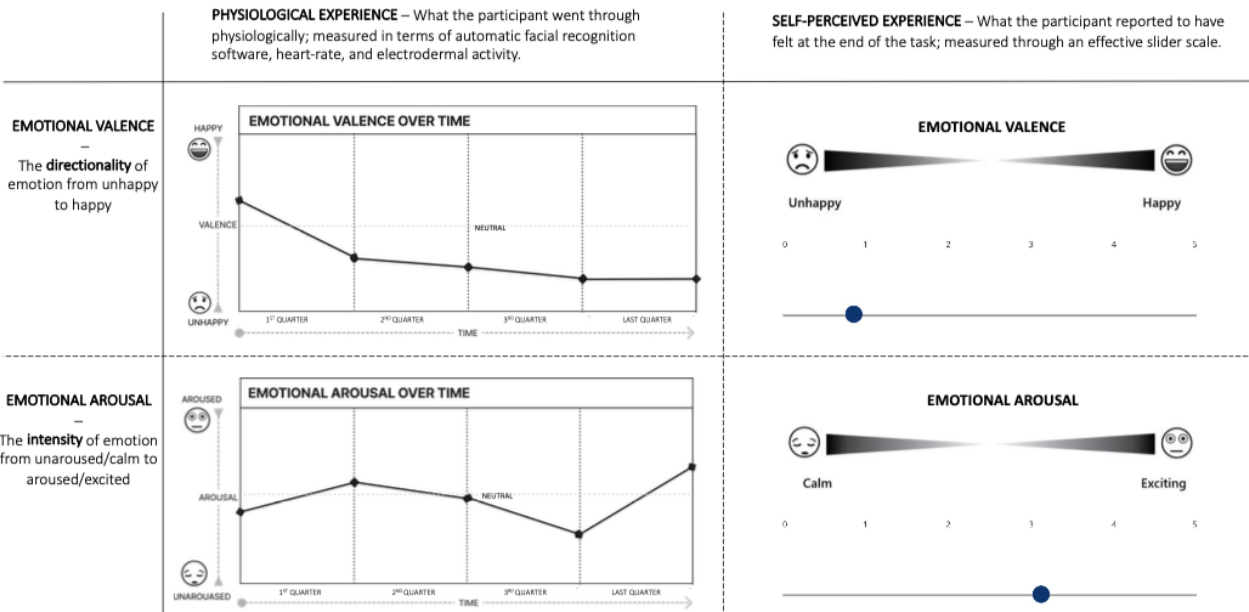 PHYSIOLOGICAL EXPERIENCE – What the participant went through
physiologically; measured in terms of automatic facial recognition
software, heart-rate, and electrodermal activity.
SELF-PERCEIVED EXPERIENCE – What the participant reported to have
felt at the end of the task; measured through an effective slider scale.
EMOTIONAL VALENCE
–
The directionality of
emotion from unhappy
to happy
HAPPY
EMOTIONAL VALENCE OVER TIME
VALENCE
NEUTRAL
UNHAPPY
1ST QUARTER
2ND QUARTER
3RD QUARTER
LAST QUARTER
TIME
EMOTIONAL VALENCE
Unhappy
Happy
0 1 2 3 4 5
EMOTIONAL AROUSAL
–
The intensity of emotion
from unaroused/calm to
aroused/excited
AROUSED
EMOTIONAL AROUSAL OVER TIME
AROUSAL
NEUTRAL
UNAROUASED
1ST QUARTER
2ND QUARTER
3RD QUARTER
LAST QUARTER
TIME
EMOTIONAL AROUSAL
Calm
Exciting
0 1 2 3 4 5